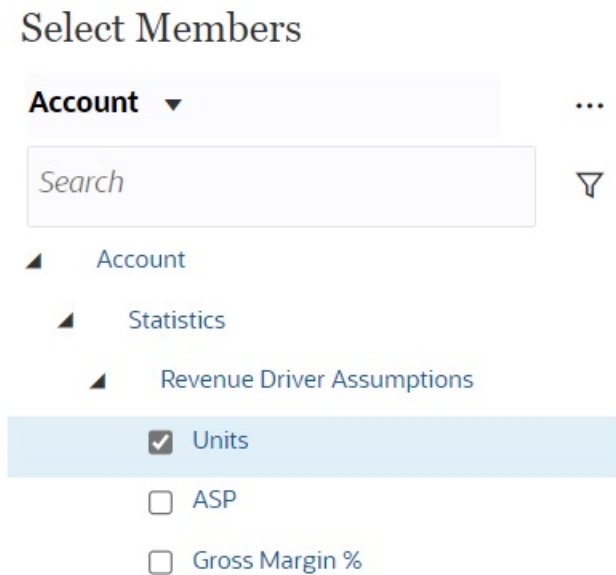 Select Members
Account
...
Search
Account
Statistics
Revenue Driver Assumptions
Units
ASP
Gross Margin %